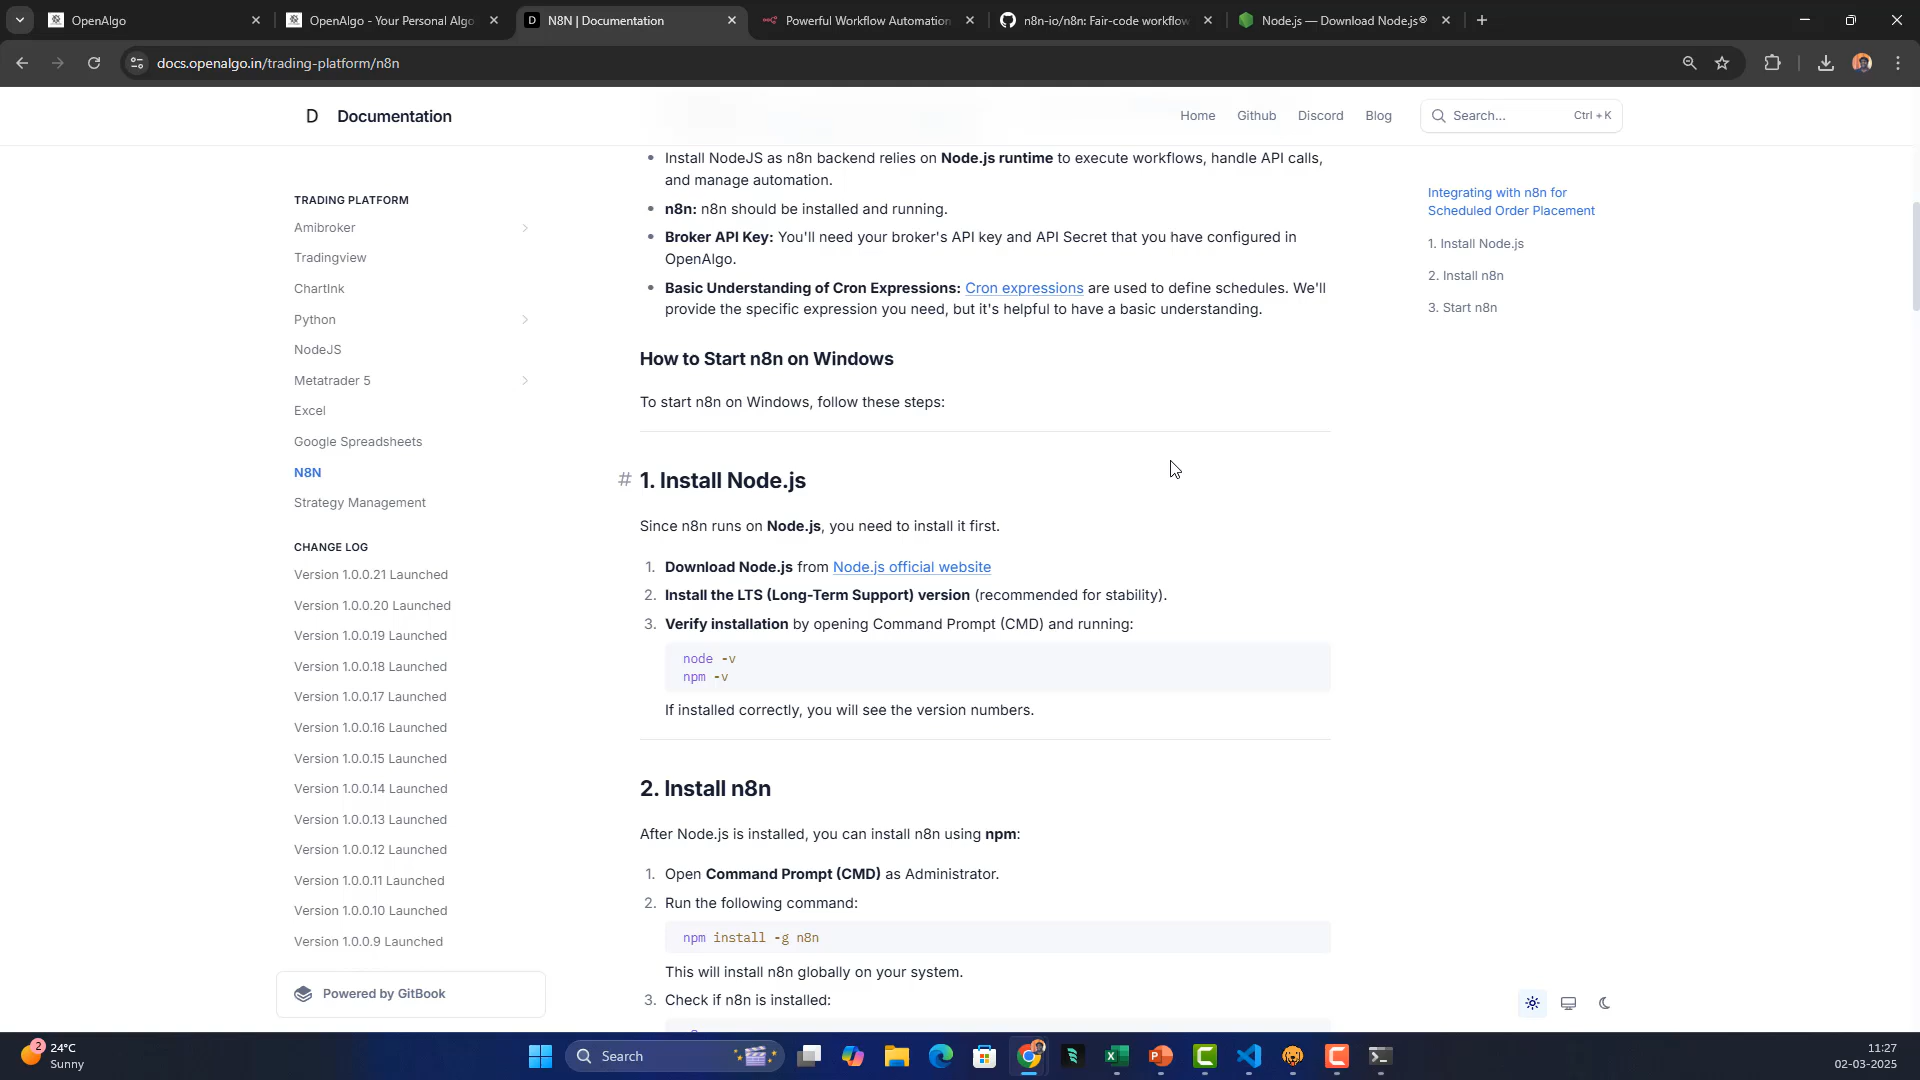 OpenAlgo
OpenAlgo - Your Personal Algo
N8N | Documentation
Powerful Workflow Automation
n8n-io/n8n: Fair-code workflow
Node.js — Download Node.js®
docs.openalgo.in/trading-platform/n8n
D Documentation
Home
Github
Discord
Blog
Search...
Ctrl + K
TRADING PLATFORM
Amibroker
Tradingview
ChartInk
Python
NodeJS
Metatrader 5
Excel
Google Spreadsheets
N8N
Strategy Management
CHANGE LOG
Version 1.0.0.21 Launched
Version 1.0.0.20 Launched
Version 1.0.0.19 Launched
Version 1.0.0.18 Launched
Version 1.0.0.17 Launched
Version 1.0.0.16 Launched
Version 1.0.0.15 Launched
Version 1.0.0.14 Launched
Version 1.0.0.13 Launched
Version 1.0.0.12 Launched
Version 1.0.0.11 Launched
Version 1.0.0.10 Launched
Version 1.0.0.9 Launched
Powered by GitBook
Install NodeJS as n8n backend relies on Node.js runtime to execute workflows, handle API calls,
and manage automation.
n8n: n8n should be installed and running.
Broker API Key: You'll need your broker's API key and API Secret that you have configured in
OpenAlgo.
Basic Understanding of Cron Expressions: Cron expressions are used to define schedules. We'll
provide the specific expression you need, but it's helpful to have a basic understanding.
How to Start n8n on Windows
To start n8n on Windows, follow these steps:
# 1. Install Node.js
Since n8n runs on Node.js, you need to install it first.
1. Download Node.js from Node.js official website
2. Install the LTS (Long-Term Support) version (recommended for stability).
3. Verify installation by opening Command Prompt (CMD) and running:
node -v
npm -v
If installed correctly, you will see the version numbers.
2. Install n8n
After Node.js is installed, you can install n8n using npm:
1. Open Command Prompt (CMD) as Administrator.
2. Run the following command:
npm install -g n8n
This will install n8n globally on your system.
3. Check if n8n is installed:
Integrating with n8n for
Scheduled Order Placement
1. Install Node.js
2. Install n8n
3. Start n8n
2
24°C
Sunny
Search
11:27
02-03-2025